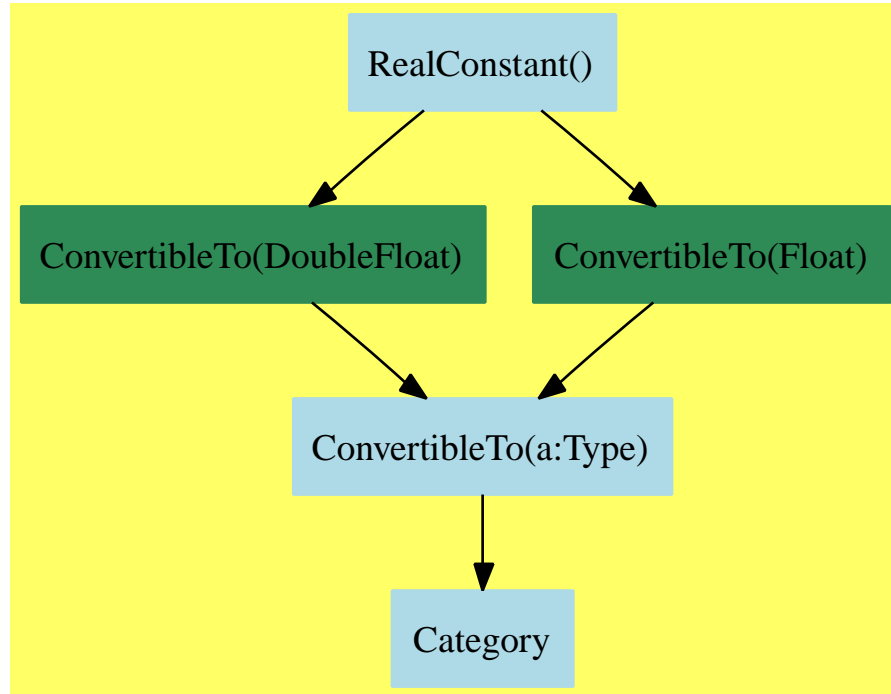 RealConstant()
ConvertibleTo(DoubleFloat)
ConvertibleTo(Float)
ConvertibleTo(a:Type)
Category